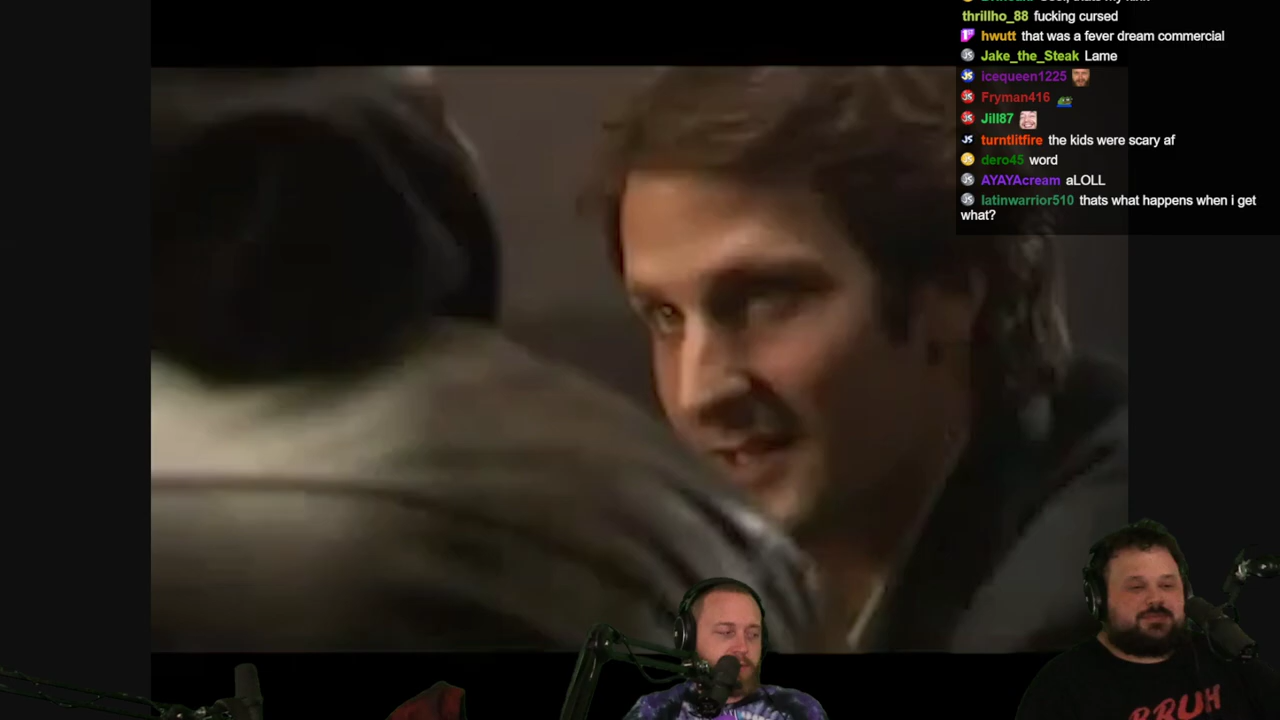 thrillho_88 fucking cursed
hwutt that was a fever dream commercial
Jake_the_Steak Lame
icequeen1225
Fryman416
Jill87
turntlitfire the kids were scary af
dero45 word
AYAYAcream aLOLL
latinwarrior510 thats what happens when i get
what?
BRUH